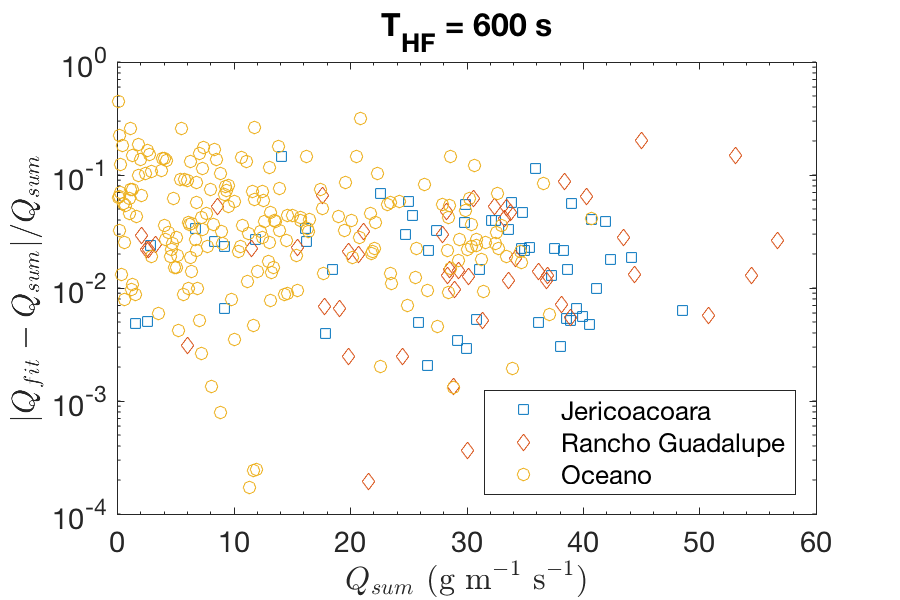 T_HF = 600 s
|Q_fit − Q_sum|/Q_sum
10^0
10^-1
10^-2
10^-3
10^-4
Jericoacoara
Rancho Guadalupe
Oceano
0 10 20 30 40 50 60
Q_sum (g m^−1 s^−1)